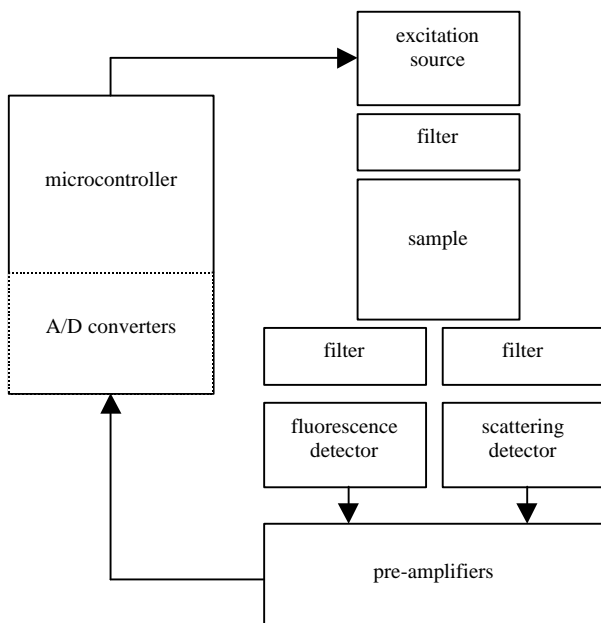 excitation
source
filter
microcontroller
sample
A/D converters
filter
filter
fluorescence
detector
scattering
detector
pre-amplifiers